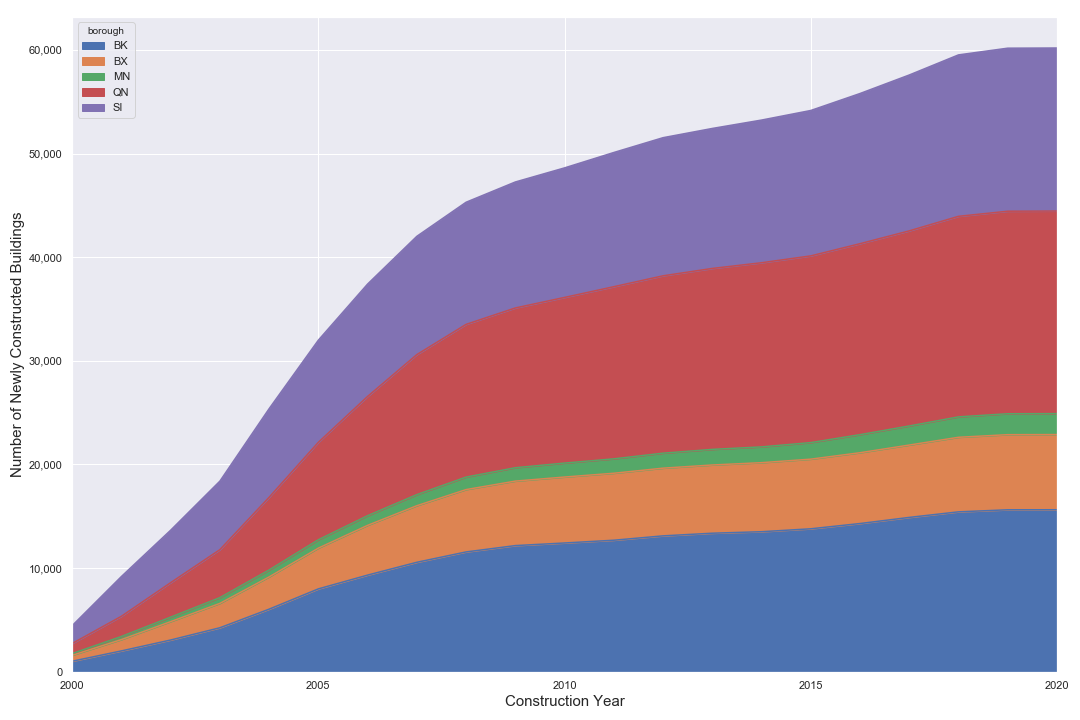 borough
BK
BX
MN
QN
SI
60,000
50,000
40,000
30,000
20,000
10,000
0
Number of Newly Constructed Buildings
2000
2005
2010
2015
2020
Construction Year